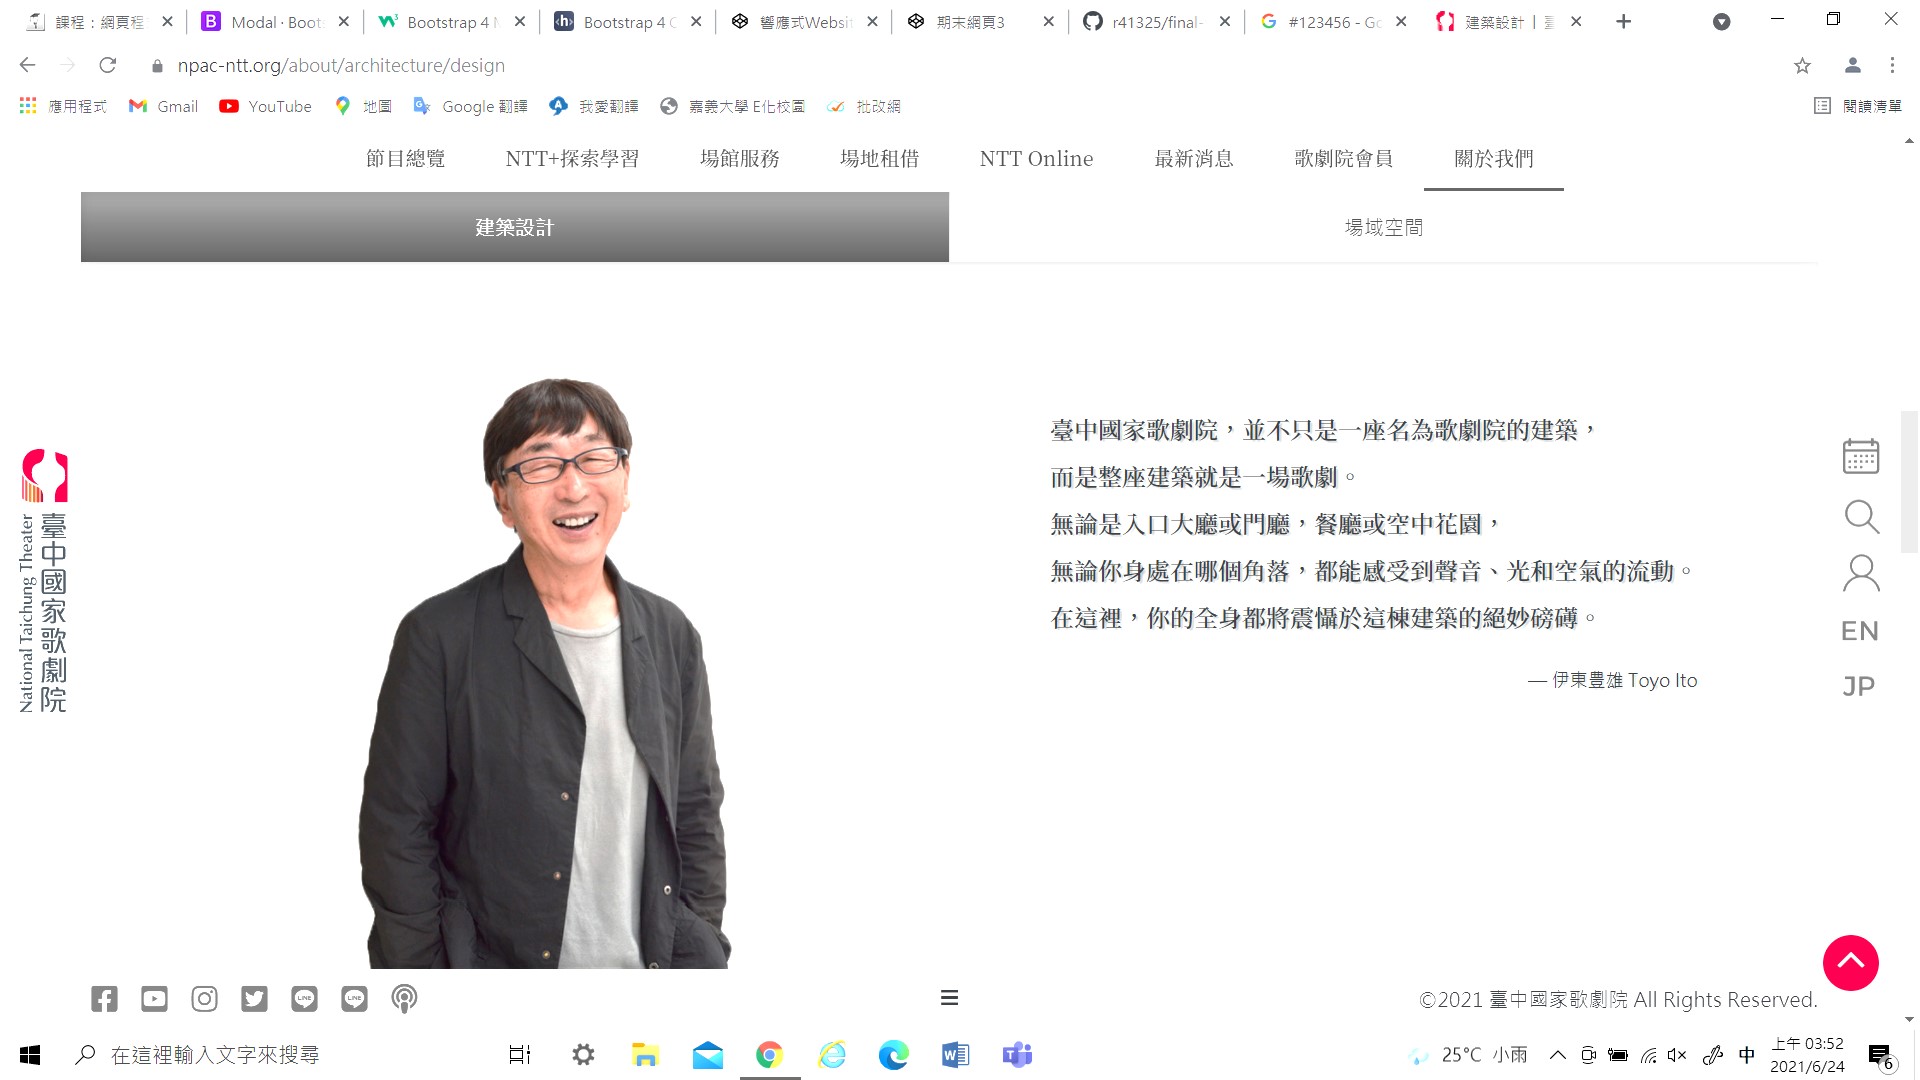 課程：網頁程
Modal · Boot
Bootstrap 4 M
Bootstrap 4 C
響應式Websit
期末網頁3
r41325/final-
#123456 - Go
建築設計 |
npac-ntt.org/about/architecture/design
應用程式
Gmail
YouTube
地圖
Google 翻譯
我愛翻譯
嘉義大學 E化校園
批改網
閱讀清單
節目總覽
NTT+探索學習
場館服務
場地租借
NTT Online
最新消息
歌劇院會員
關於我們
建築設計
場域空間
臺中國家歌劇院，並不只是一座名為歌劇院的建築，
而是整座建築就是一場歌劇。
無論是入口大廳或門廳，餐廳或空中花園，
無論你身處在哪個角落，都能感受到聲音、光和空氣的流動。
在這裡，你的全身都將震懾於這棟建築的絕妙磅礴。
— 伊東豊雄 Toyo Ito
臺中國家歌劇院
National Taichung Theater
EN
JP
©2021 臺中國家歌劇院 All Rights Reserved.
在這裡輸入文字來搜尋
25°C 小雨
中
上午 03:52
2021/6/24
6